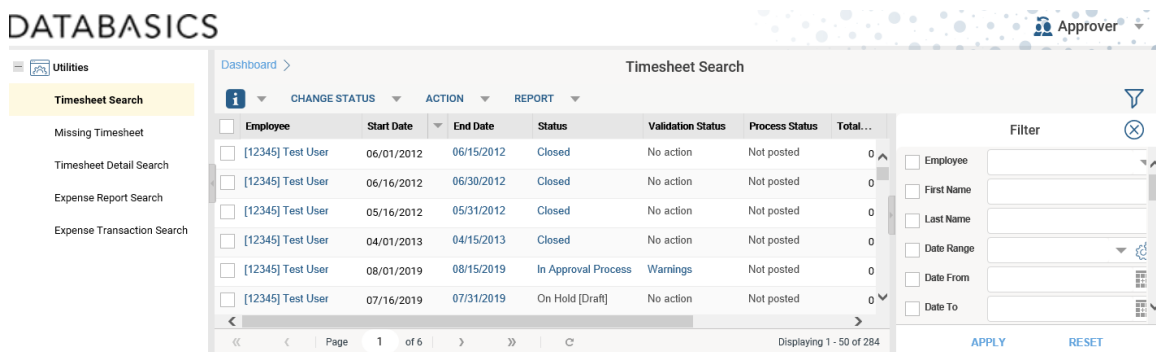 DATABASICS
Approver
Utilities
Timesheet Search
Missing Timesheet
Timesheet Detail Search
Expense Report Search
Expense Transaction Search
Dashboard >
Timesheet Search
i CHANGE STATUS ACTION REPORT
Employee Start Date End Date Status Validation Status Process Status Total...
[12345] Test User 06/01/2012 06/15/2012 Closed No action Not posted 0
[12345] Test User 06/16/2012 06/30/2012 Closed No action Not posted 0
[12345] Test User 05/16/2012 05/31/2012 Closed No action Not posted 0
[12345] Test User 04/01/2013 04/15/2013 Closed No action Not posted 0
[12345] Test User 08/01/2019 08/15/2019 In Approval Process Warnings Not posted 0
[12345] Test User 07/16/2019 07/31/2019 On Hold [Draft] No action Not posted 0
Page 1 of 6 Displaying 1 - 50 of 284
Filter
Employee
First Name
Last Name
Date Range
Date From
Date To
APPLY RESET